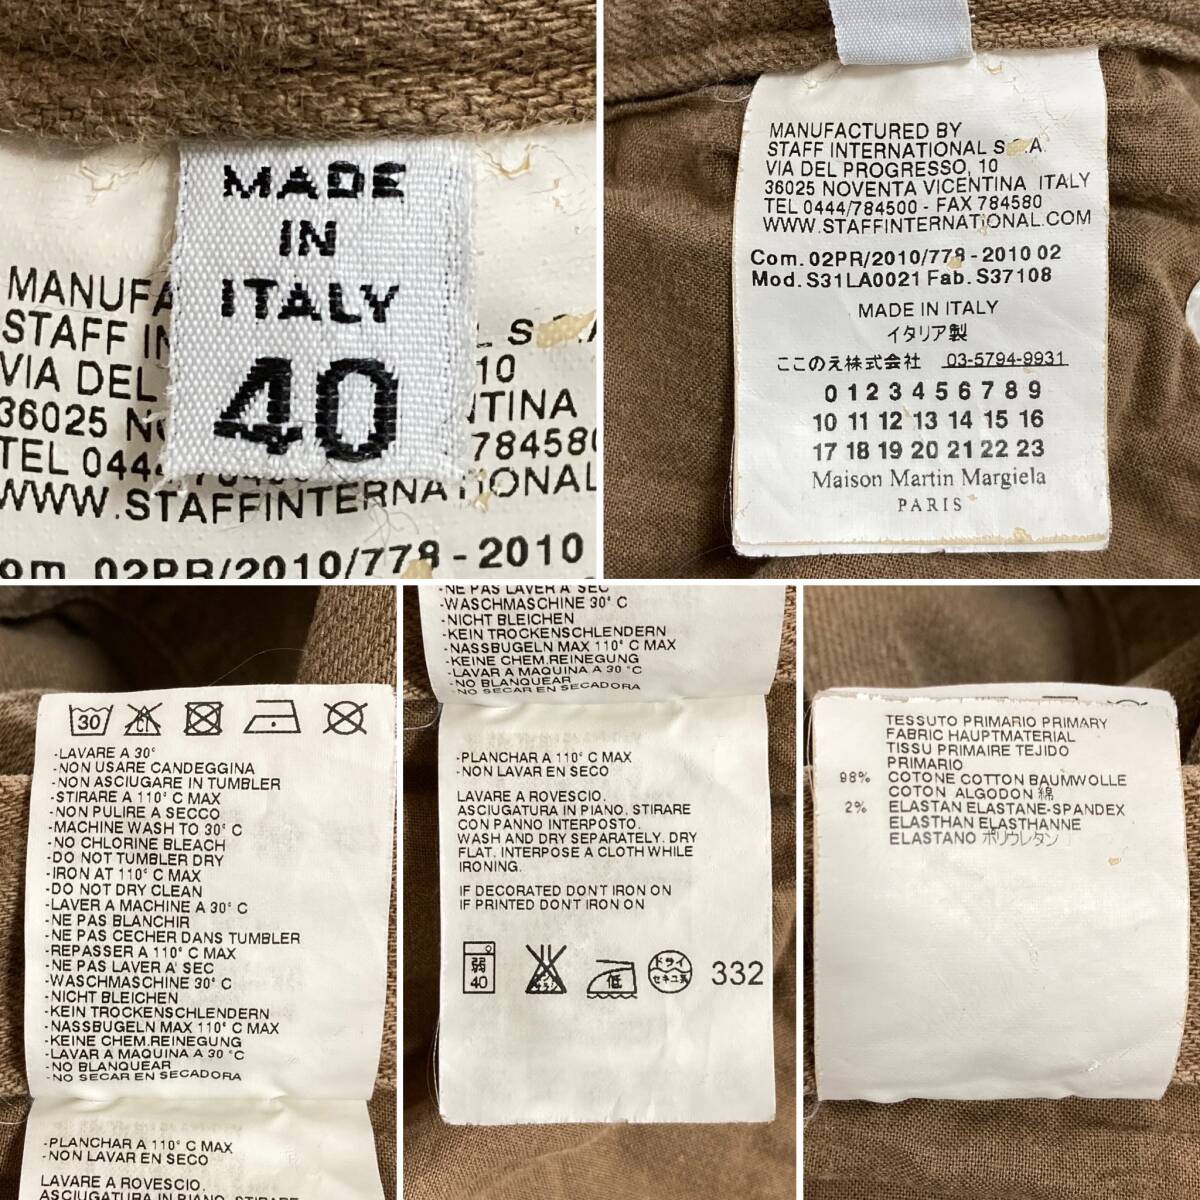 MADE
IN
ITALY
40
MANUFA
STAFF IN L S A
VIA DEL 10
36025 NO NTINA
TEL 0444 78458
WWW.STAFFINTERNATIONAL
om. 02PR/2010/778 - 2010
MANUFACTURED BY
STAFF INTERNATIONAL S.P.A.
VIA DEL PROGRESSO, 10
36025 NOVENTA VICENTINA ITALY
TEL 0444/784500 - FAX 784580
WWW.STAFFINTERNATIONAL.COM
Com. 02PR/2010/778 - 2010 02
Mod. S31LA0021 Fab. S37108
MADE IN ITALY
イタリア製
ここのえ株式会社 03-5794-9931
0 1 2 3 4 5 6 7 8 9
10 11 12 13 14 15 16
17 18 19 20 21 22 23
Maison Martin Margiela
PARIS
30 Cl
-LAVARE A 30°
-NON USARE CANDEGGINA
-NON ASCIUGARE IN TUMBLER
-STIRARE A 110° C MAX
-NON PULIRE A SECCO
-MACHINE WASH TO 30° C
-NO CHLORINE BLEACH
-DO NOT TUMBLER DRY
-IRON AT 110° C MAX
-DO NOT DRY CLEAN
-LAVER A MACHINE A 30° C
-NE PAS BLANCHIR
-NE PAS CECHER DANS TUMBLER
-REPASSER A 110° C MAX
-NE PAS LAVER A' SEC
-WASCHMASCHINE 30° C
-NICHT BLEICHEN
-KEIN TROCKENSCHLENDERN
-NASSBUGELN MAX 110° C MAX
-KEINE CHEM.REINEGUNG
-LAVAR A MAQUINA A 30 °C
-NO BLANQUEAR
-NO SECAR EN SECADORA
-PLANCHAR A 110° C MAX
-NON LAVAR EN SECO
LAVARE A ROVESCIO.
ASCIUGATURA IN PIANO. STIRARE
-NE PAS LAVER A' SEC
-WASCHMASCHINE 30° C
-NICHT BLEICHEN
-KEIN TROCKENSCHLENDERN
-NASSBUGELN MAX 110° C MAX
-KEINE CHEM.REINEGUNG
-LAVAR A MAQUINA A 30 °C
-NO BLANQUEAR
-NO SECAR EN SECADORA
-PLANCHAR A 110° C MAX
-NON LAVAR EN SECO
LAVARE A ROVESCIO.
ASCIUGATURA IN PIANO. STIRARE
CON PANNO INTERPOSTO.
WASH AND DRY SEPARATELY. DRY
FLAT. INTERPOSE A CLOTH WHILE
IRONING.
IF DECORATED DON'T IRON ON
IF PRINTED DON'T IRON ON
弱 40 低 ドライ セキユ系 332
TESSUTO PRIMARIO PRIMARY
FABRIC HAUPTMATERIAL
TISSU PRIMAIRE TEJIDO
PRIMARIO
98% COTONE COTTON BAUMWOLLE
COTON ALGODON 綿
2% ELASTAN ELASTANE-SPANDEX
ELASTHAN ELASTHANNE
ELASTANO ポリウレタン